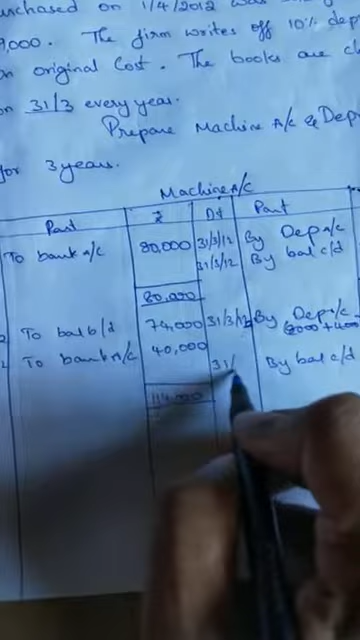 on 1/4/2012 was
9,000. The firm writes off 10% dep
on original Cost. The books are
on 31/3 every year.
Prepare Machine A/c & Dep
for 3 years.
Machine A/c
Part ₹ Dt Part
To bank A/c 80,000 31/3/12 By Dep A/c
31/3/12 By bal c/d
80,000
To bal b/d 74,000 31/3/12 By Dep A/c
To bank A/c 40,000
31/ By bal c/d
114,000